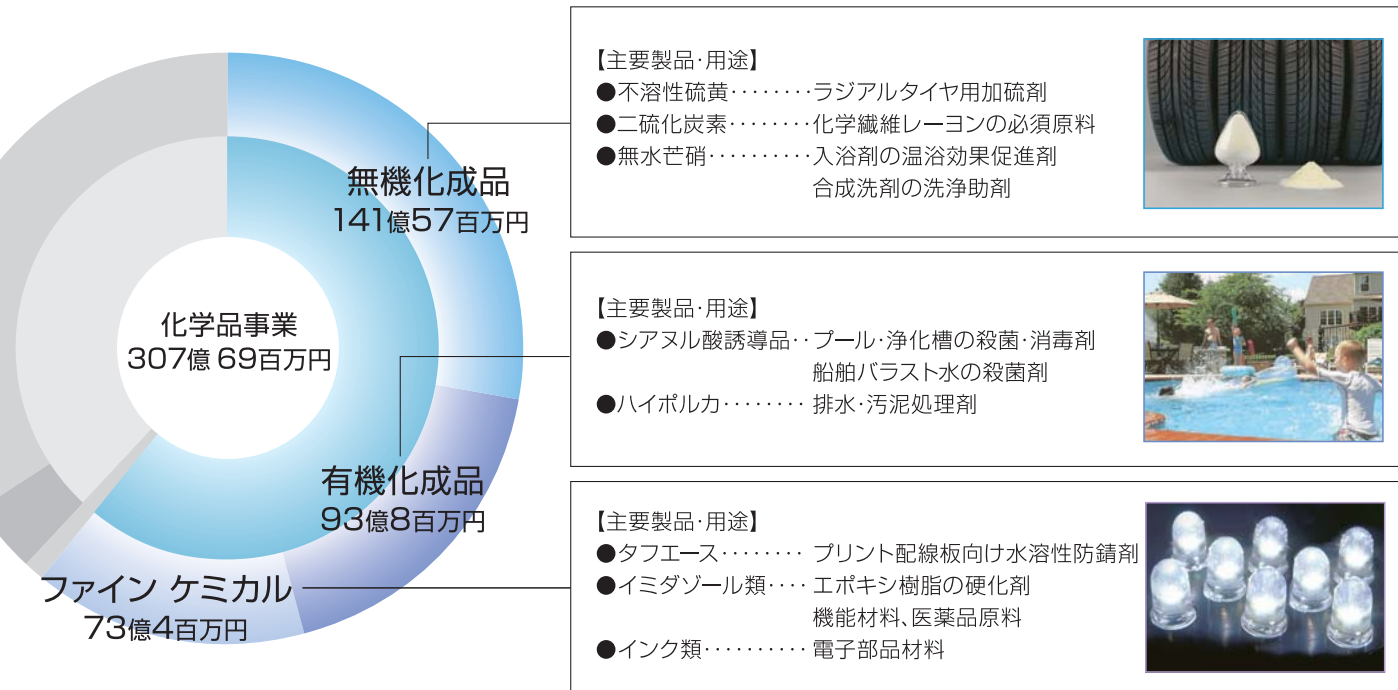 化学品事業
307億 69百万円
無機化成品
141億57百万円
【主要製品・用途】
●不溶性硫黄････････ラジアルタイヤ用加硫剤
●二硫化炭素････････化学繊維レーヨンの必須原料
●無水芒硝･･････････入浴剤の温浴効果促進剤
合成洗剤の洗浄助剤
有機化成品
93億8百万円
【主要製品・用途】
●シアヌル酸誘導品･･プール・浄化槽の殺菌・消毒剤
船舶バラスト水の殺菌剤
●ハイポルカ････････ 排水・汚泥処理剤
ファイン ケミカル
73億4百万円
【主要製品・用途】
●タフエース････････ プリント配線板向け水溶性防錆剤
●イミダゾール類････ エポキシ樹脂の硬化剤
機能材料、医薬品原料
●インク類･･････････ 電子部品材料